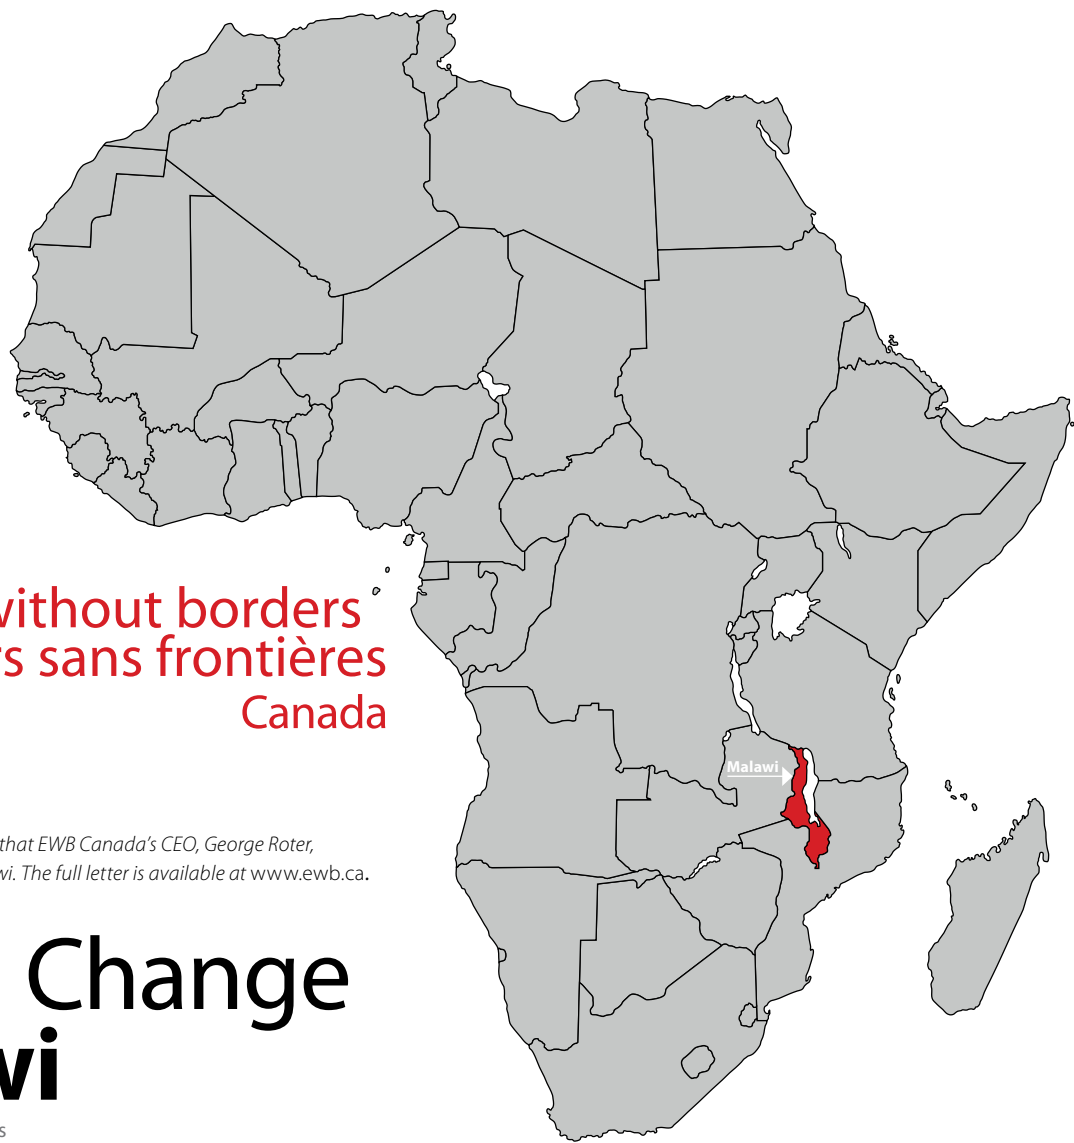 without borders
rs sans frontières
Canada
Malawi
that EWB Canada's CEO, George Roter,
wi. The full letter is available at www.ewb.ca.
Change
wi
s